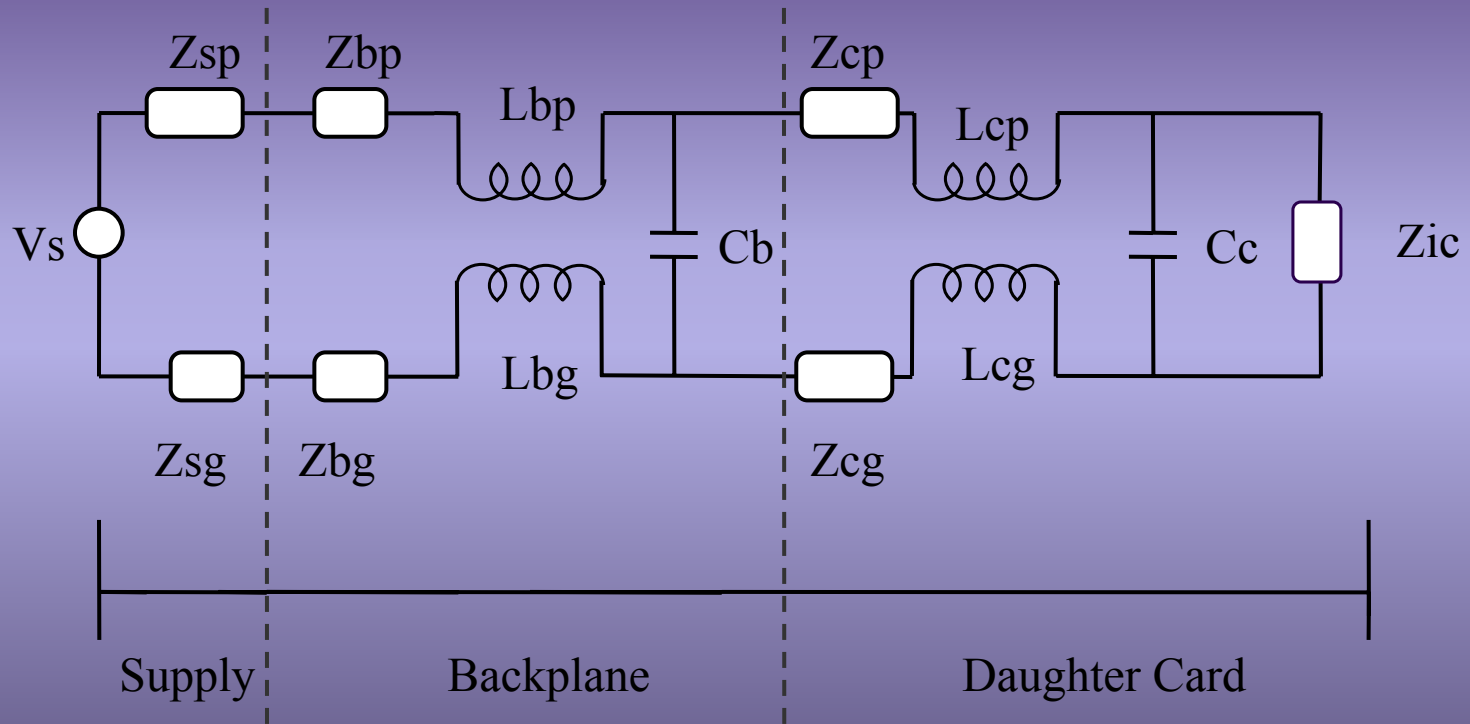 Zsp
Zbp
Zcp
Lbp
Lcp
Vs
Cb
Cc
Zic
Lbg
Lcg
Zsg
Zbg
Zcg
Supply
Backplane
Daughter Card